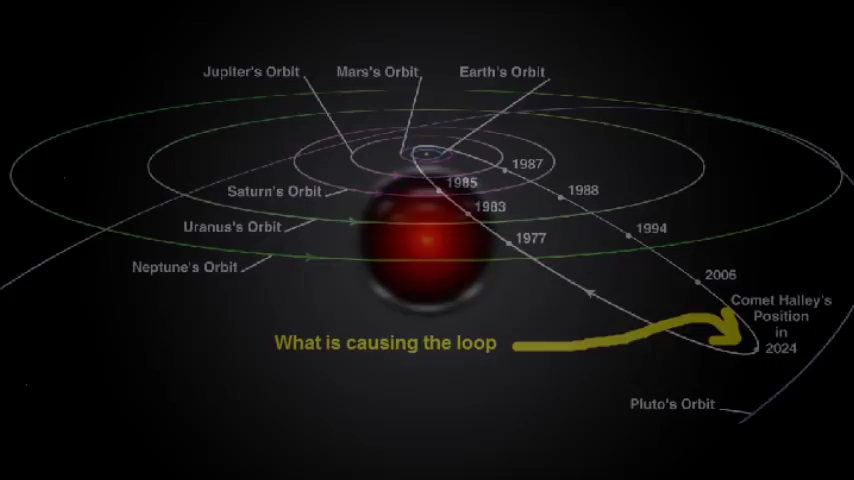 Jupiter's Orbit
Mars's Orbit
Earth's Orbit
1987
1985
Saturn's Orbit
1988
1983
Uranus's Orbit
1994
1977
Neptune's Orbit
2005
Comet Halley's
Position
in
2024
What is causing the loop
Pluto's Orbit